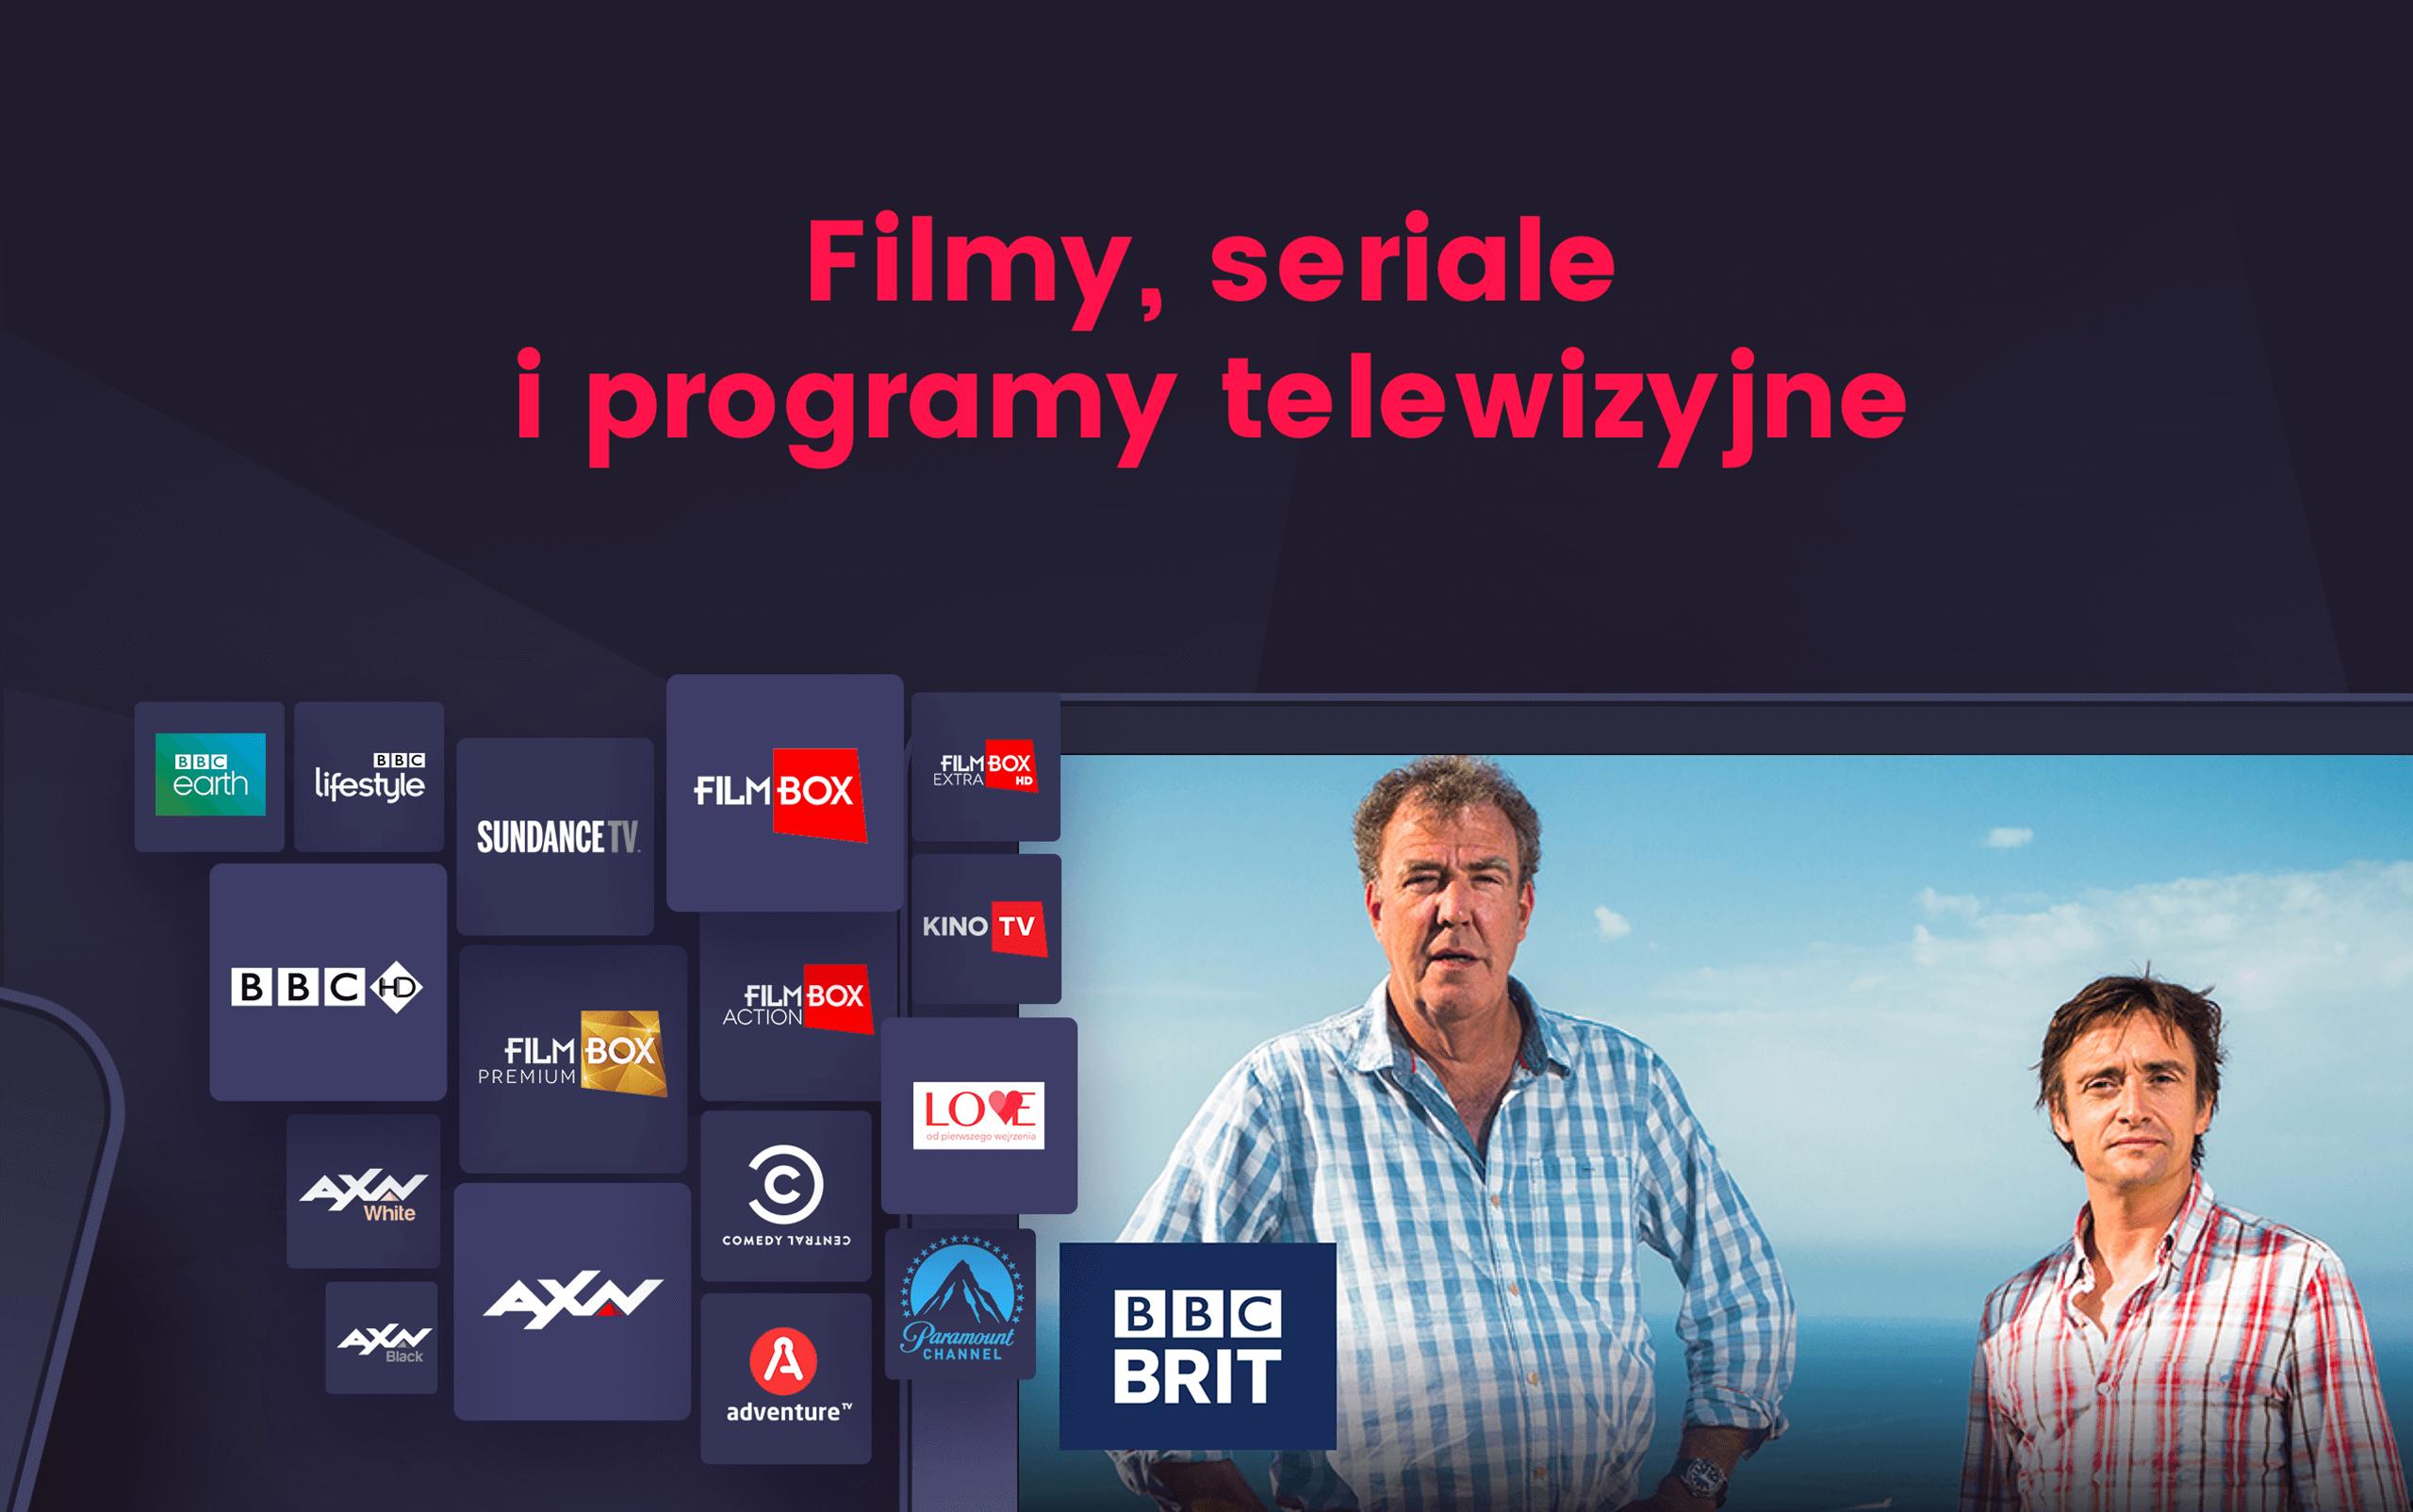 Filmy, seriale
i programy telewizyjne
BBC
earth
BBC
lifestyle
SUNDANCE TV
FILMBOX
FILMBOX
EXTRA HD
KINO TV
BBC HD
FILMBOX
PREMIUM
FILMBOX
ACTION
LOVE
od pierwszego wejrzenia
AXN
White
AXN
C
COMEDY CENTRAL
Paramount
CHANNEL
AXN
Black
A
adventure TV
BBC
BRIT